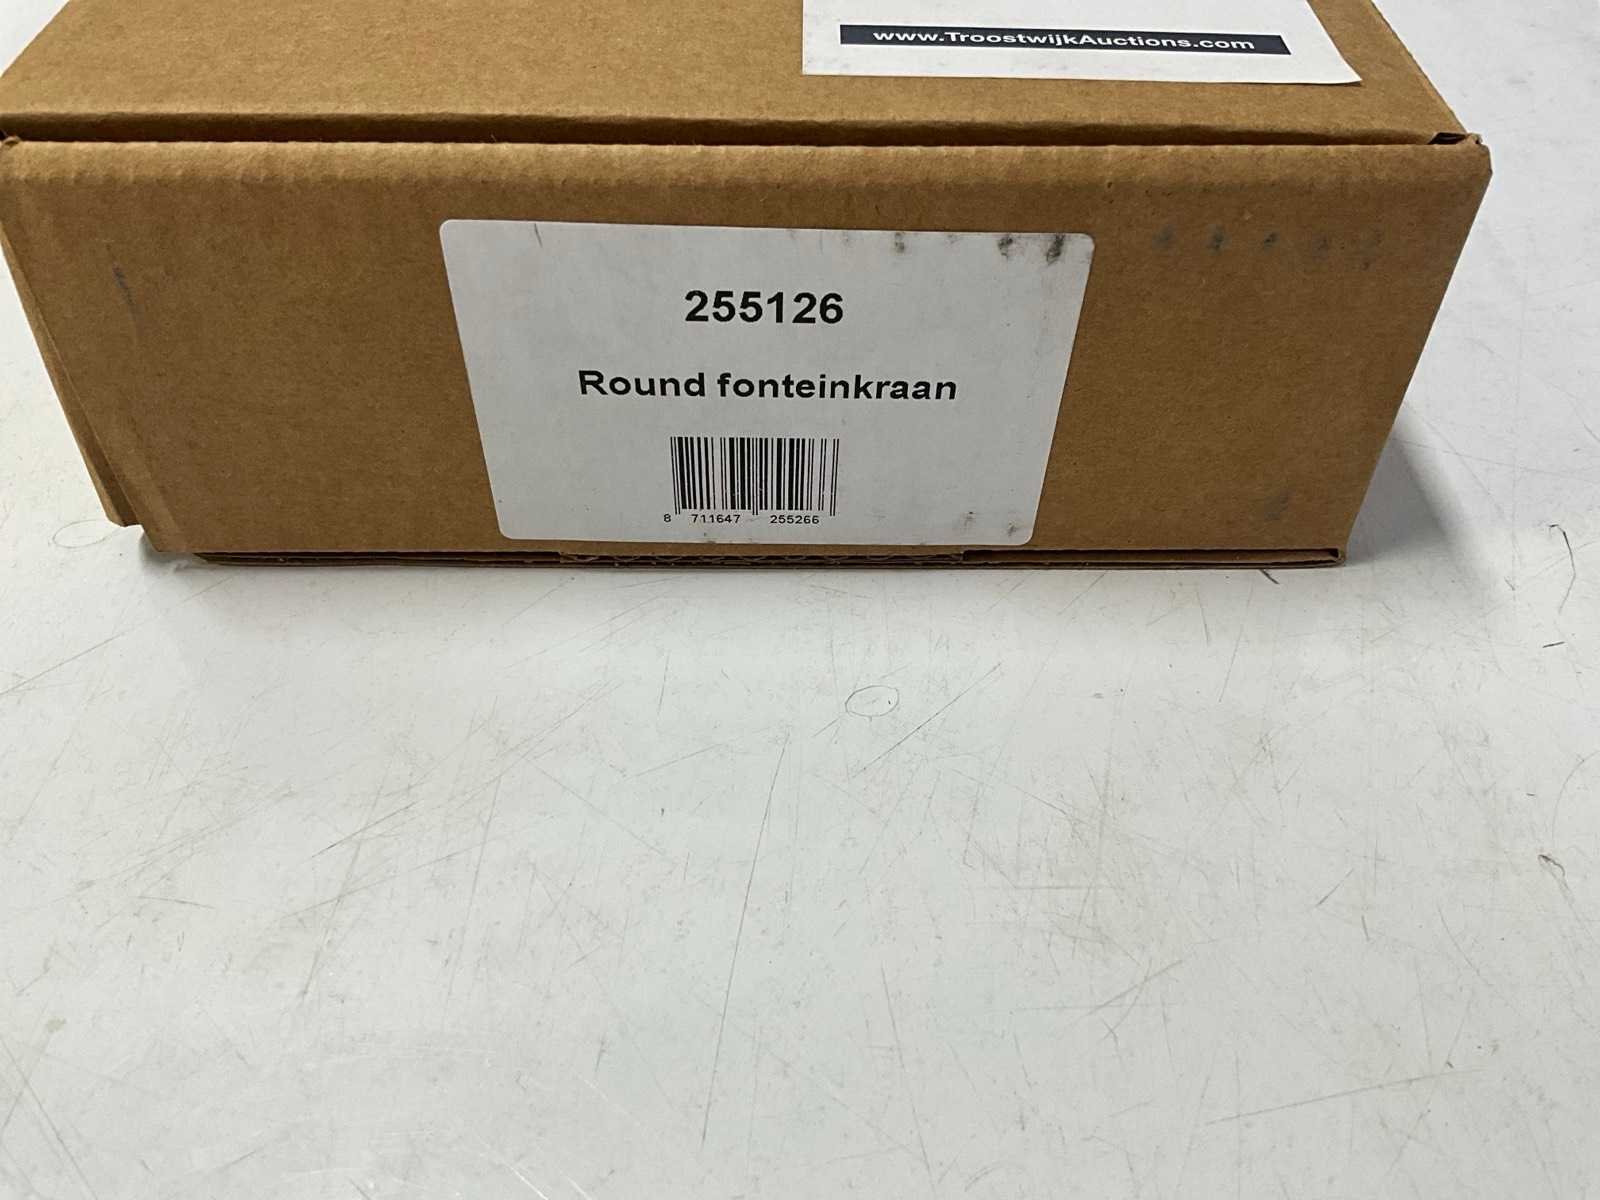 www.TroostwijkAuctions.com
255126
Round fonteinkraan
8 711647 255266